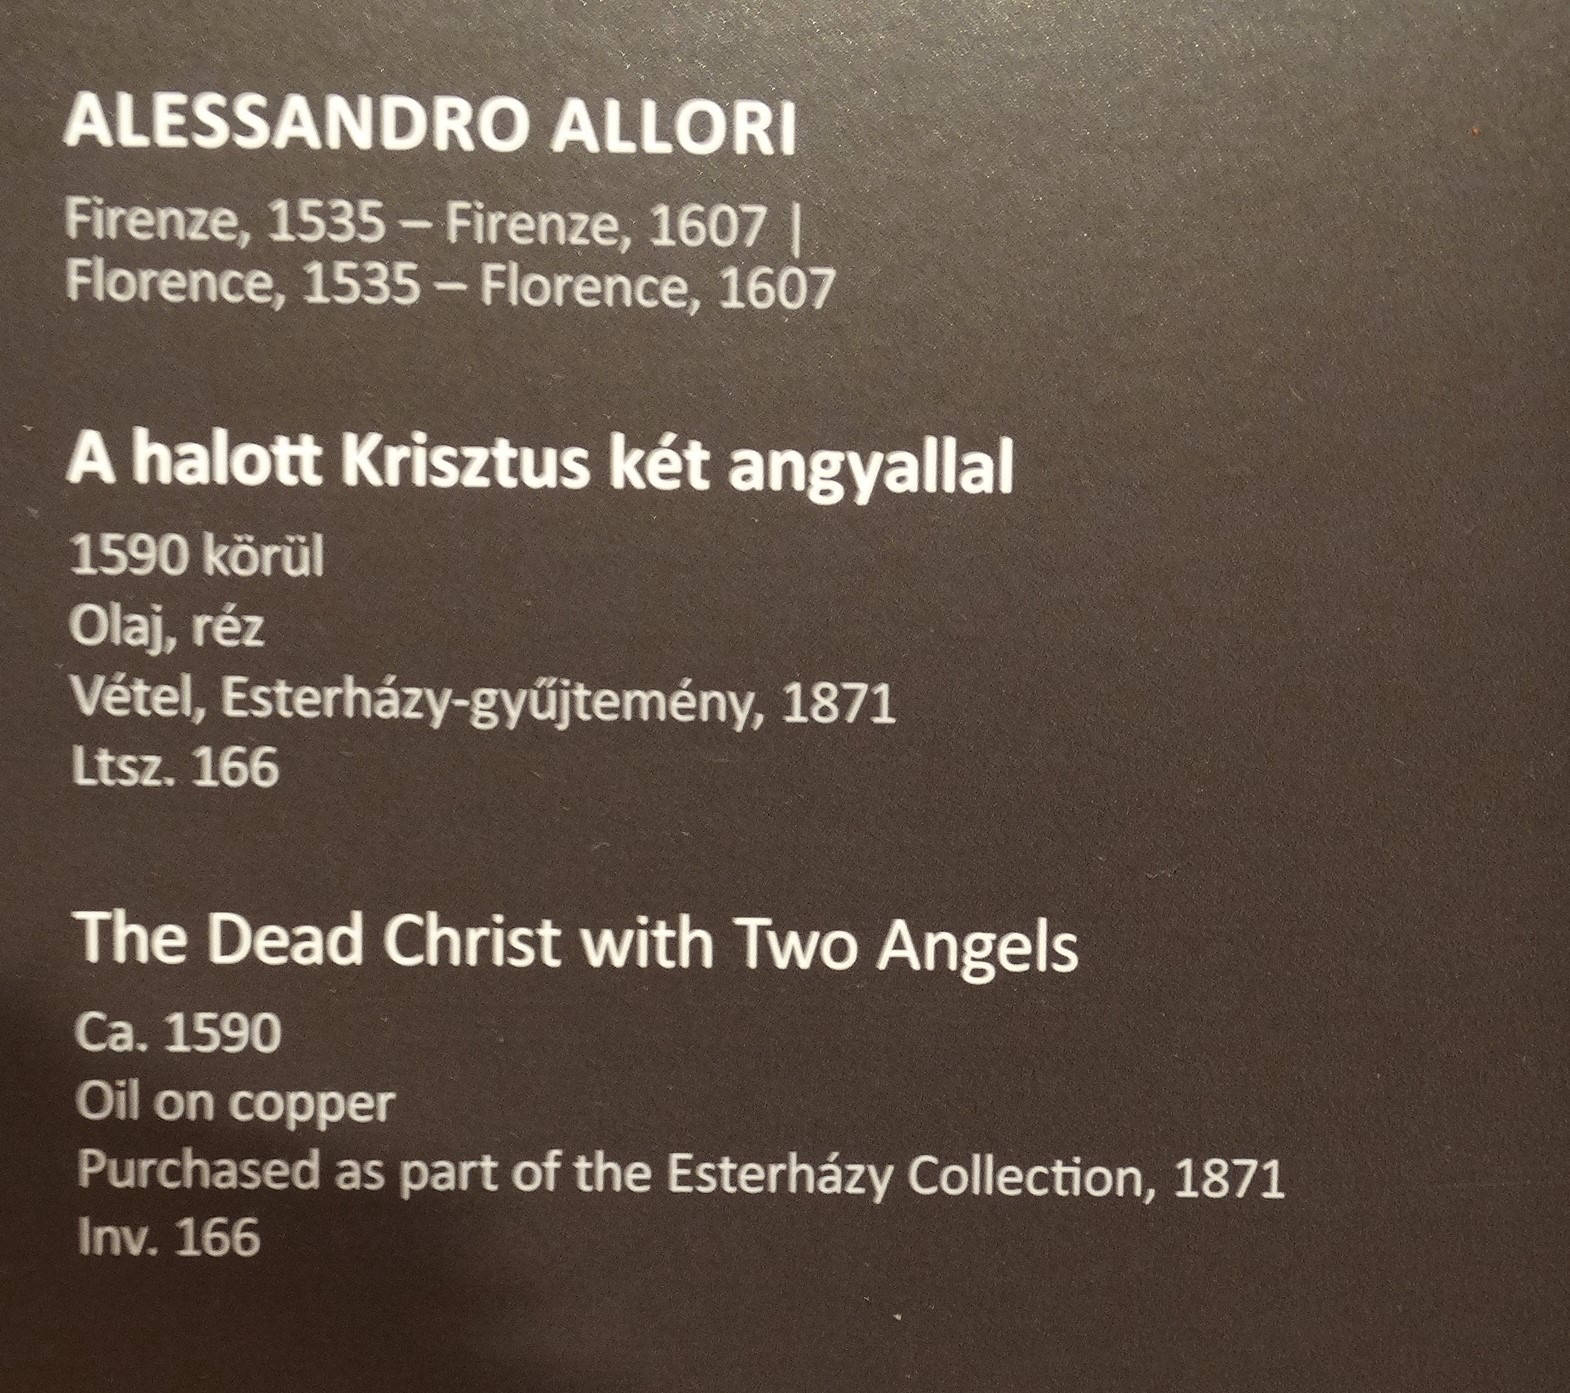 ALESSANDRO ALLORI
Firenze, 1535 – Firenze, 1607 |
Florence, 1535 – Florence, 1607
A halott Krisztus két angyallal
1590 körül
Olaj, réz
Vétel, Esterházy-gyűjtemény, 1871
Ltsz. 166
The Dead Christ with Two Angels
Ca. 1590
Oil on copper
Purchased as part of the Esterházy Collection, 1871
Inv. 166